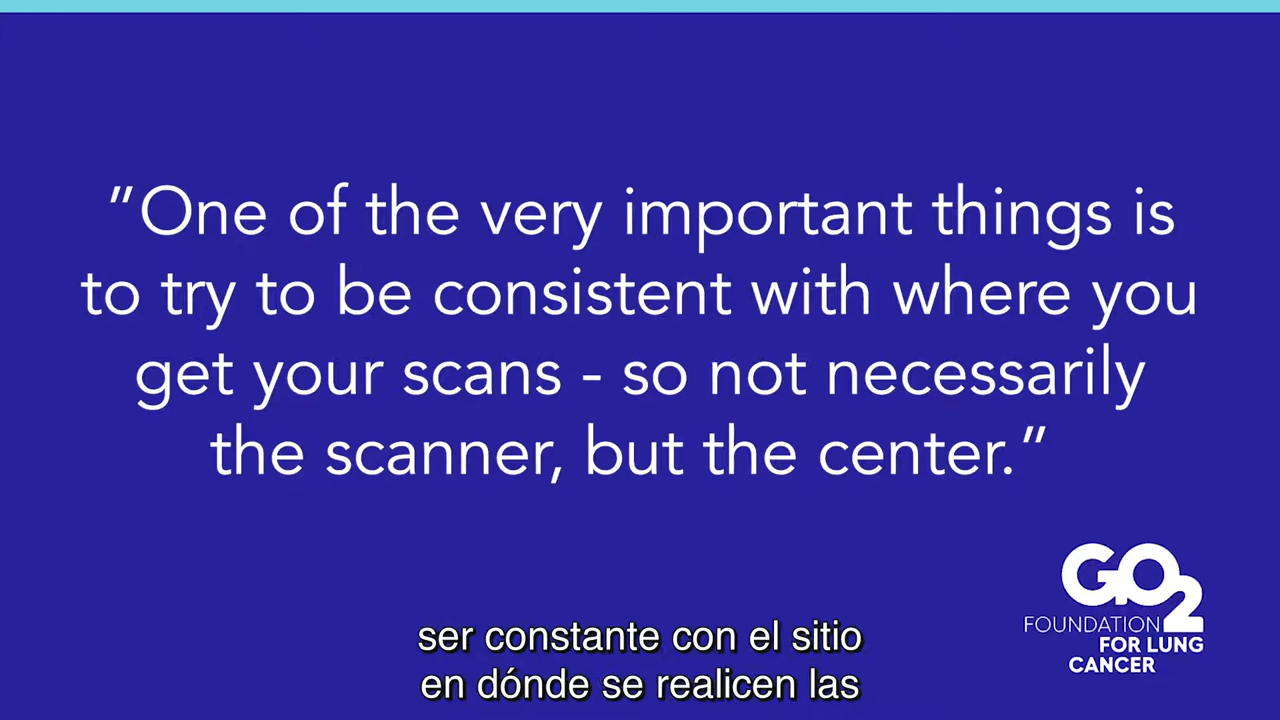 “One of the very important things is
to try to be consistent with where you
get your scans - so not necessarily
the scanner, but the center.”
GO2
FOUNDATION
FOR LUNG
CANCER
ser constante con el sitio
en dónde se realicen las